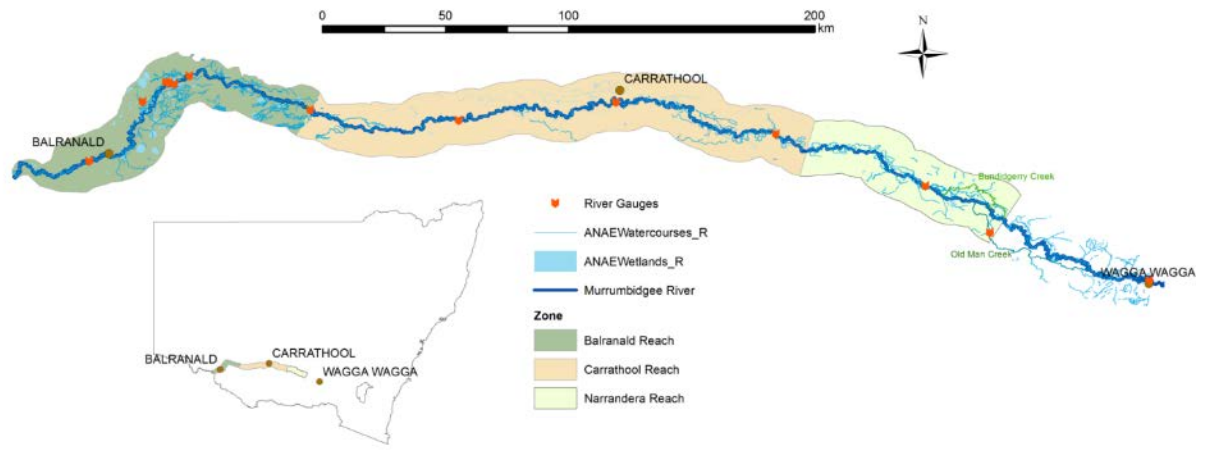 0 50 100 200
km
N
CARRATHOOL
BALRANALD
Bundidgerry Creek
Old Man Creek
WAGGA WAGGA
River Gauges
ANAEWatercourses_R
ANAEWetlands_R
Murrumbidgee River
Zone
Balranald Reach
Carrathool Reach
Narrandera Reach
BALRANALD
CARRATHOOL
WAGGA WAGGA